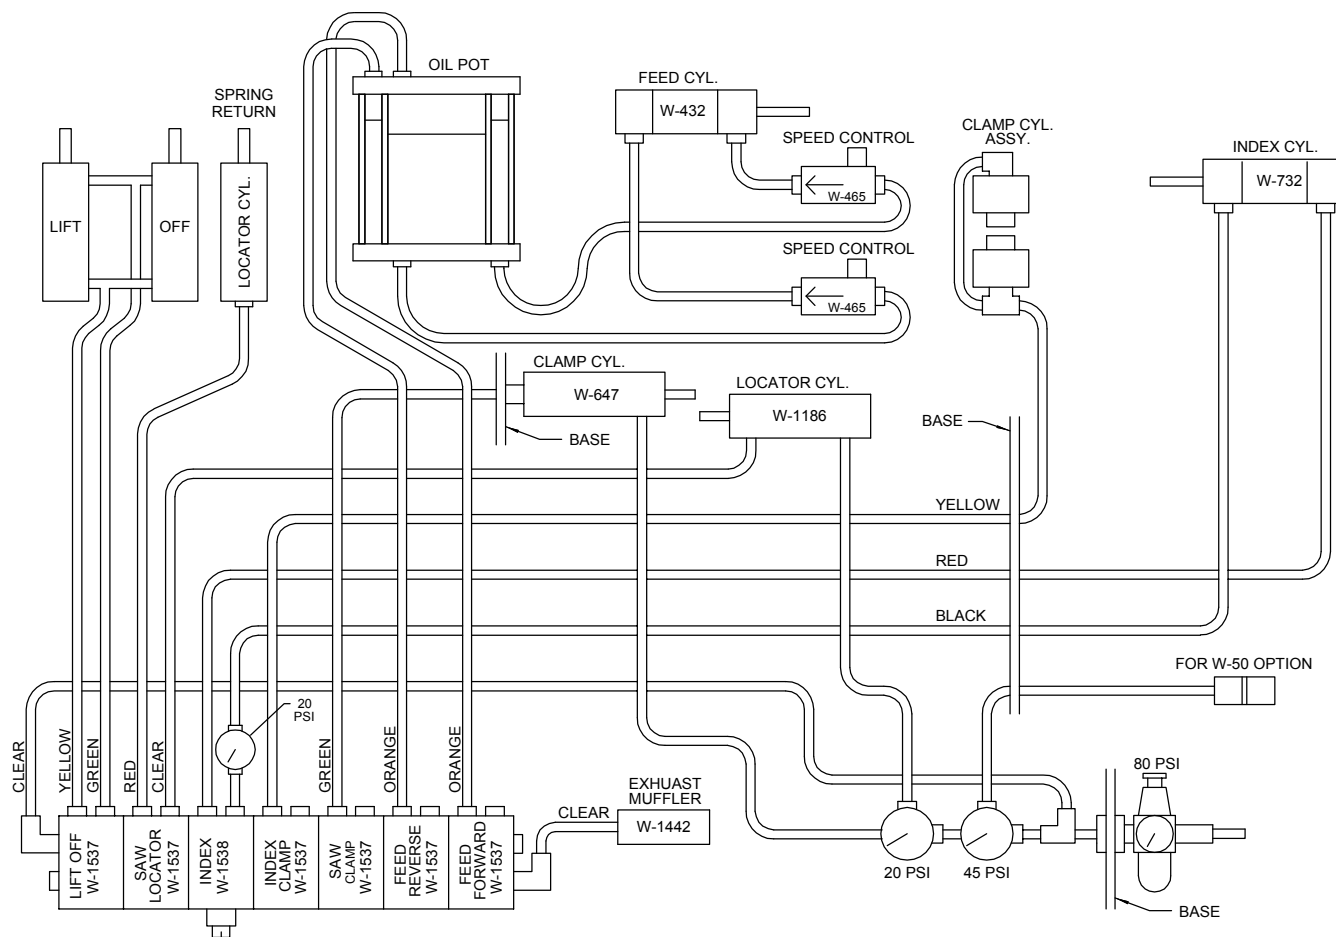 OIL POT
FEED CYL.
W-432
SPRING
RETURN
SPEED CONTROL
W-465
CLAMP CYL.
ASSY.
INDEX CYL.
W-732
LIFT
OFF
LOCATOR CYL.
SPEED CONTROL
W-465
CLAMP CYL.
W-647
LOCATOR CYL.
W-1186
BASE
BASE
YELLOW
RED
BLACK
FOR W-50 OPTION
20
PSI
CLEAR
YELLOW
GREEN
RED
CLEAR
GREEN
ORANGE
ORANGE
EXHUAST
MUFFLER
W-1442
CLEAR
80 PSI
20 PSI
45 PSI
BASE
LIFT OFF
W-1537
SAW
LOCATOR
W-1537
INDEX
W-1538
INDEX
CLAMP
W-1537
SAW
CLAMP
W-1537
FEED
REVERSE
W-1537
FEED
FORWARD
W-1537